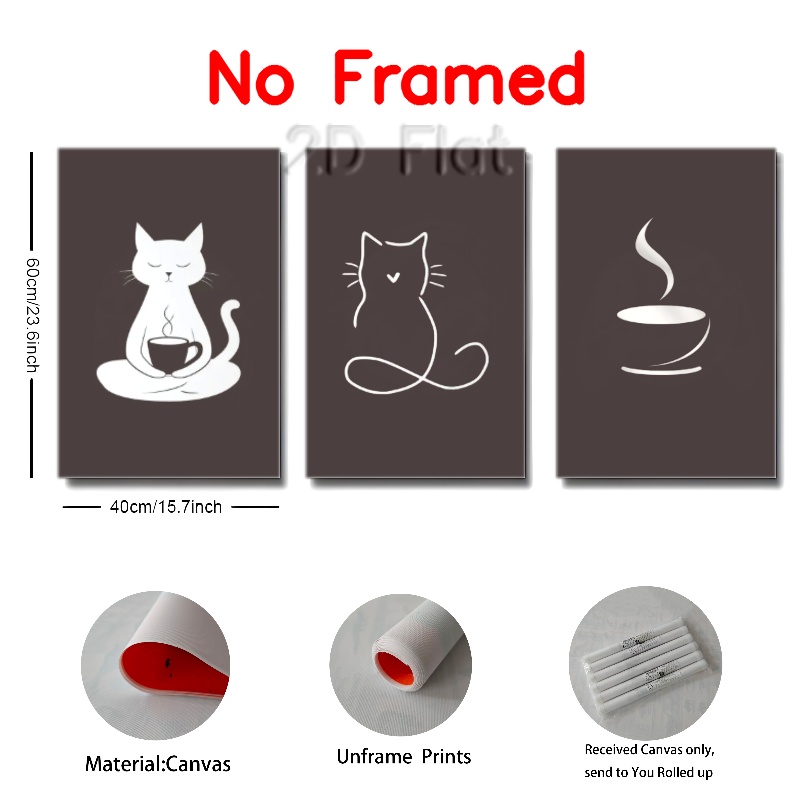 No Framed
2D Flat
60cm/23.6inch
40cm/15.7inch
Material:Canvas
Unframe Prints
Received Canvas only,
send to You Rolled up